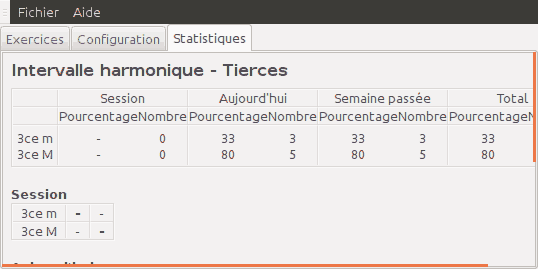 Fichier Aide
Exercices Configuration Statistiques
Intervalle harmonique - Tierces
Session Aujourd'hui Semaine passée Total
Pourcentage Nombre Pourcentage Nombre Pourcentage Nombre Pourcentage
3ce m - 0 33 3 33 3 33
3ce M - 0 80 5 80 5 80
Session
3ce m - -
3ce M - -